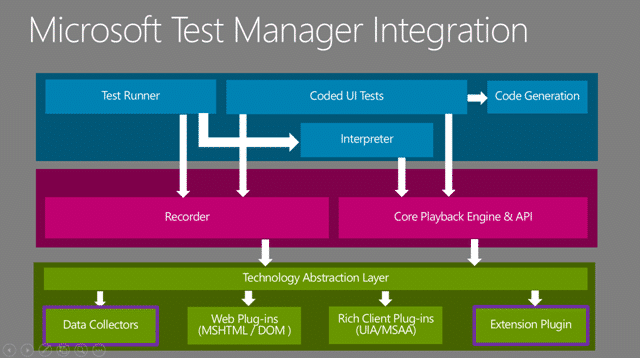 Microsoft Test Manager Integration
Test Runner
Coded UI Tests
Code Generation
Interpreter
Recorder
Core Playback Engine & API
Technology Abstraction Layer
Data Collectors
Web Plug-ins
(MSHTML / DOM )
Rich Client Plug-ins
(UIA/MSAA)
Extension Plugin